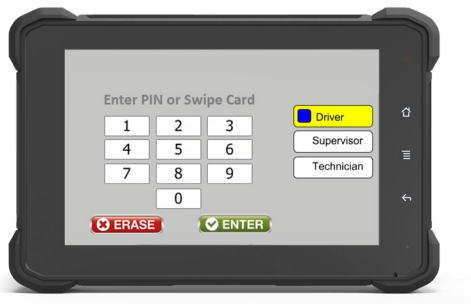 Enter PIN or Swipe Card
1 2 3
4 5 6
7 8 9
0
ERASE ENTER
Driver
Supervisor
Technician